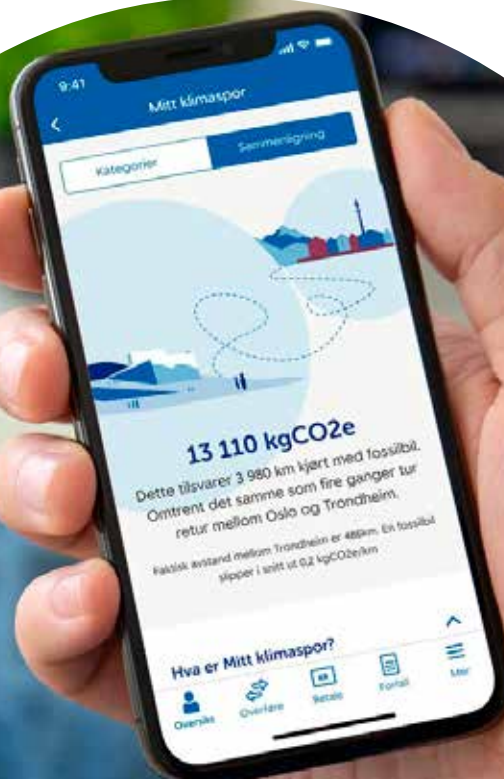 9:41
Mitt klimaspor
Kategorier
Sammenligning
13 110 kgCO2e
Dette tilsvarer 3 980 km kjørt med fossilbil.
Omtrent det samme som fire ganger tur
retur mellom Oslo og Trondheim.
Faktisk avstand mellom Trondheim er 486km. En fossilbil
slipper i snitt ut 0,2 kgCO2e/km
Hva er Mitt klimaspor?
Oversikt
Overføre
Betale
Forfall
Mer